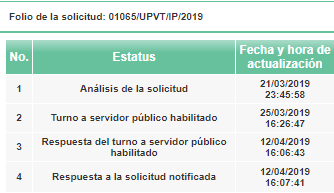 Folio de la solicitud: 01065/UPVT/IP/2019
No. Estatus Fecha y hora de
actualización
1 Análisis de la solicitud 21/03/2019
23:45:58
2 Turno a servidor público habilitado 25/03/2019
16:26:47
3 Respuesta del turno a servidor público
habilitado 12/04/2019
16:06:43
4 Respuesta a la solicitud notificada 12/04/2019
16:07:41